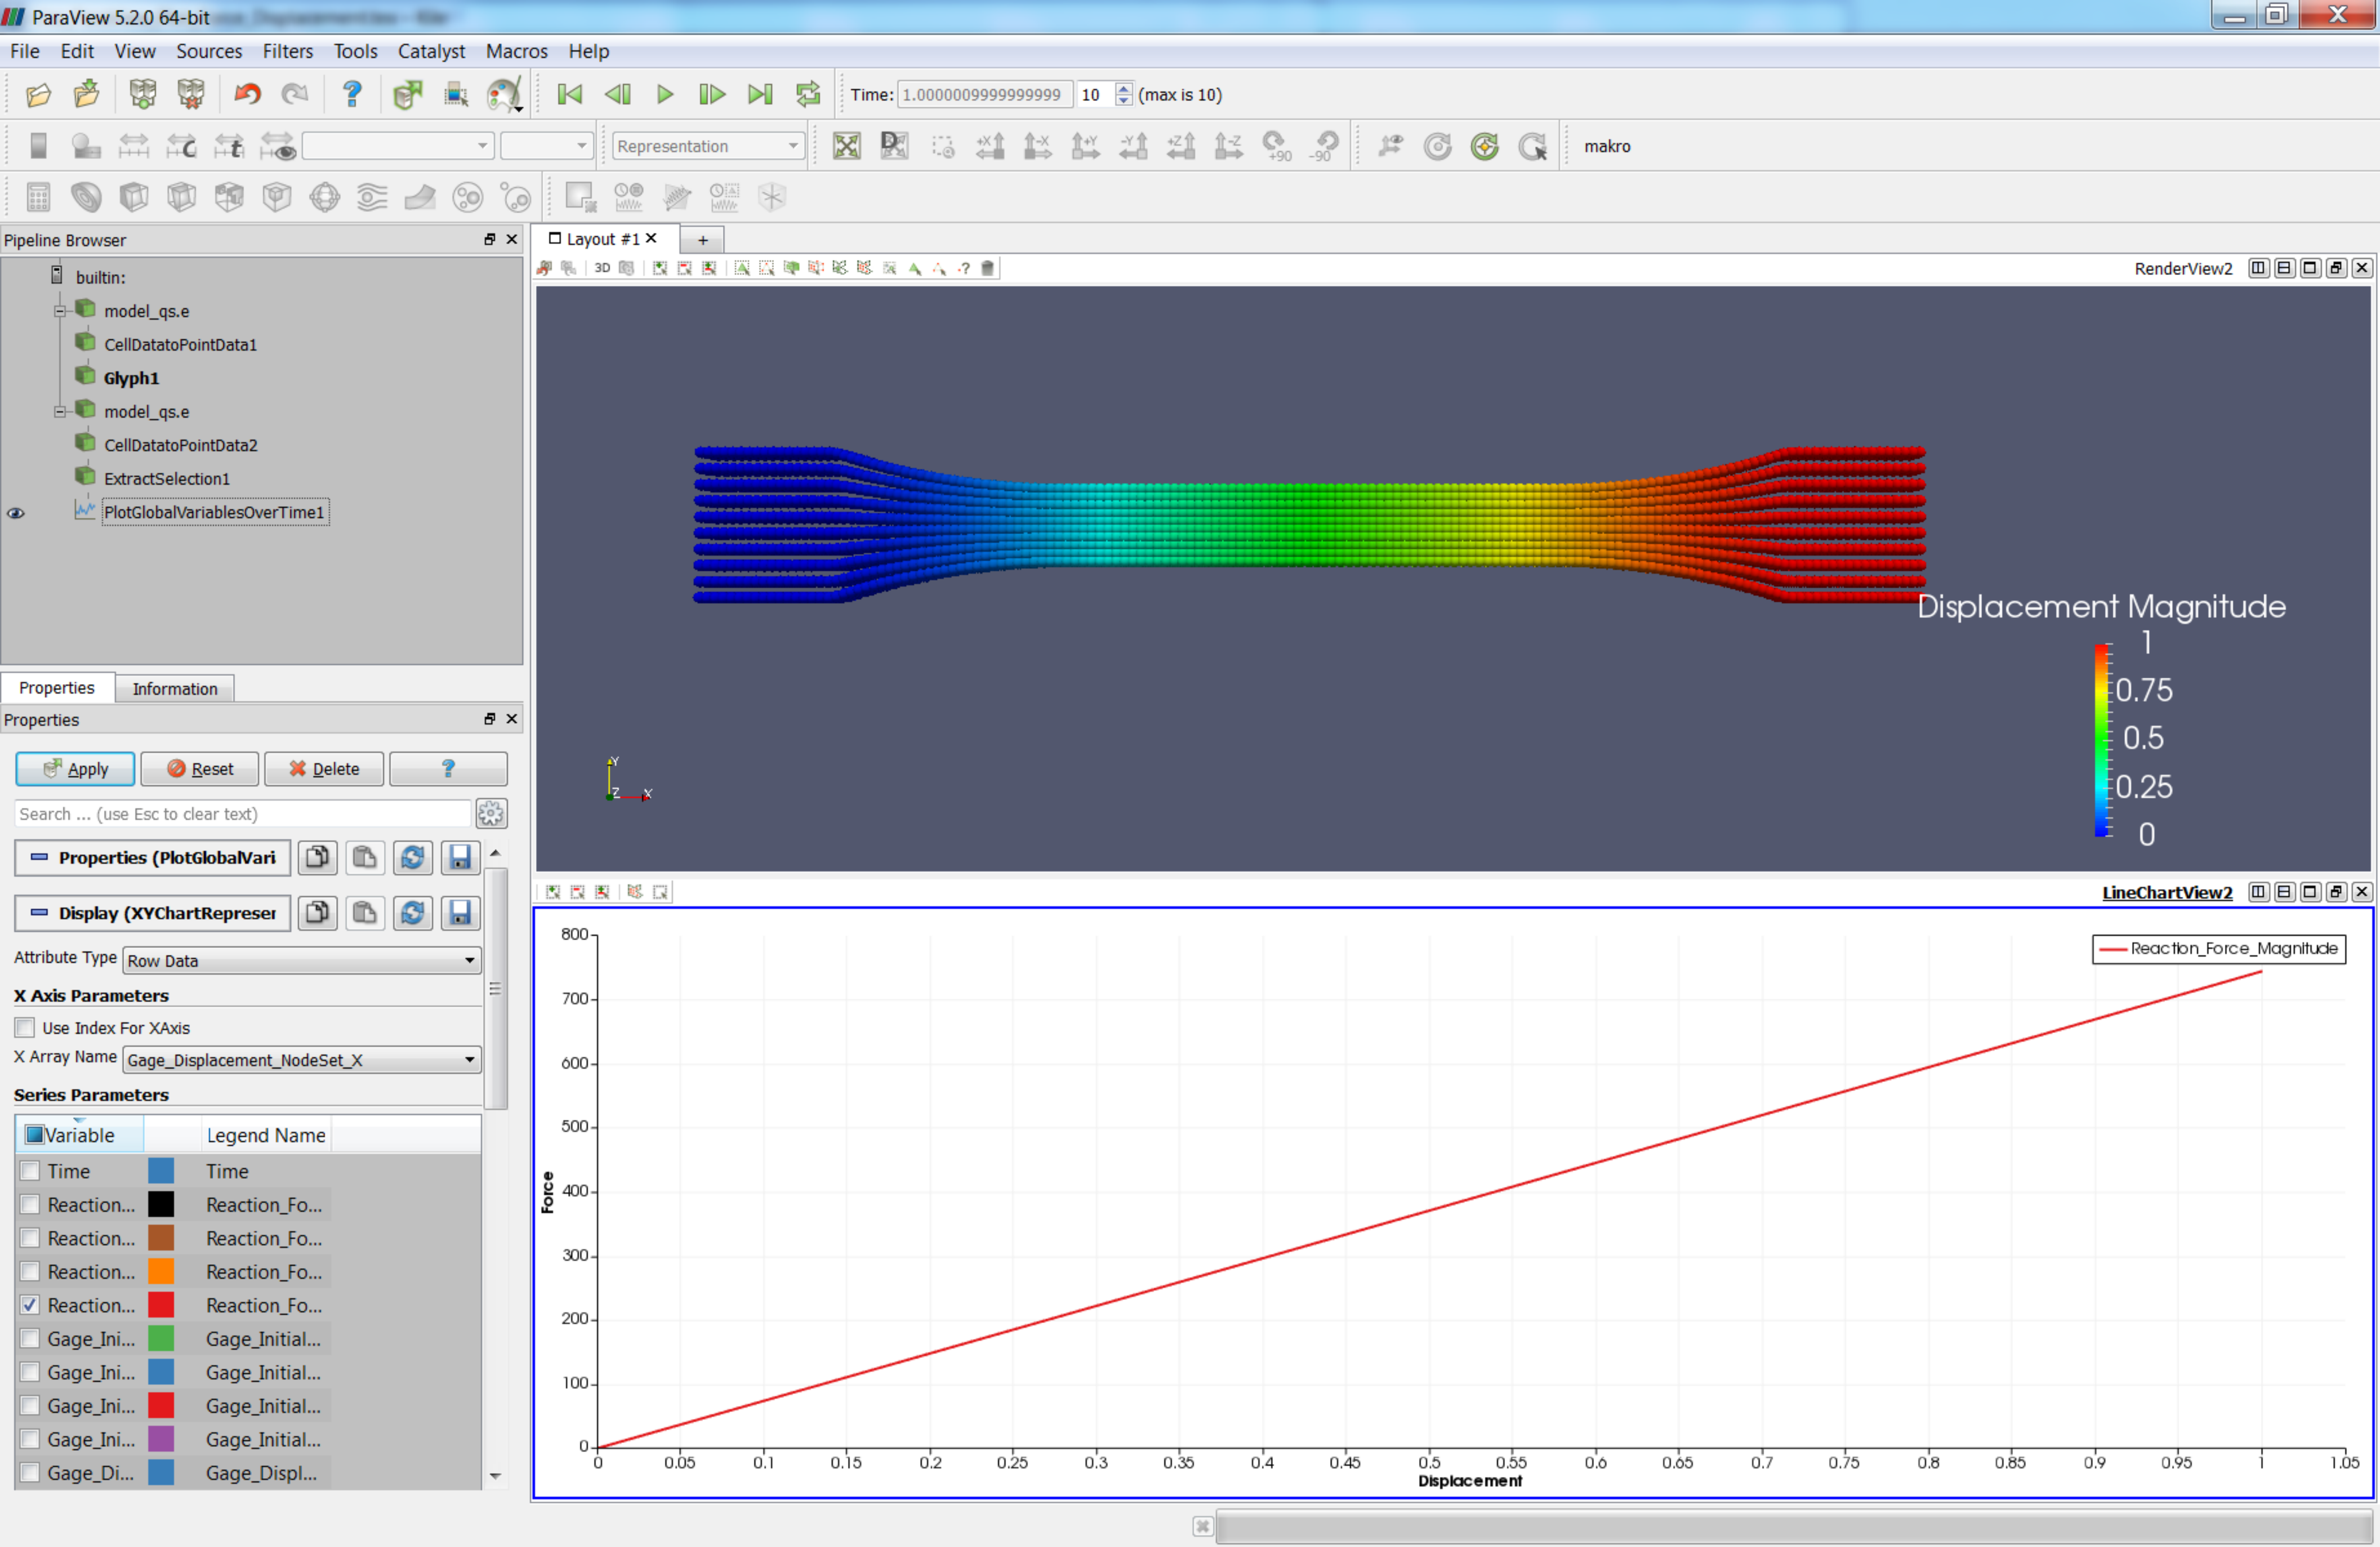 ParaView 5.2.0 64-bit
File Edit View Sources Filters Tools Catalyst Macros Help
Time: 1.0000009999999999 10 (max is 10)
Representation
+X -X +Y -Y +Z -Z +90 -90
makro
Pipeline Browser
builtin:
model_qs.e
CellDatatoPointData1
Glyph1
model_qs.e
CellDatatoPointData2
ExtractSelection1
PlotGlobalVariablesOverTime1
Properties Information
Properties
Apply Reset Delete ?
Search ... (use Esc to clear text)
Properties (PlotGlobalVari
Display (XYChartRepreser
Attribute Type Row Data
X Axis Parameters
Use Index For XAxis
X Array Name Gage_Displacement_NodeSet_X
Series Parameters
Variable Legend Name
Time Time
Reaction... Reaction_Fo...
Reaction... Reaction_Fo...
Reaction... Reaction_Fo...
Reaction... Reaction_Fo...
Gage_Ini... Gage_Initial...
Gage_Ini... Gage_Initial...
Gage_Ini... Gage_Initial...
Gage_Ini... Gage_Initial...
Gage_Di... Gage_Displ...
Layout #1
3D
RenderView2
Displacement Magnitude
1
0.75
0.5
0.25
0
Y
Z X
LineChartView2
Reaction_Force_Magnitude
800
700
600
500
400
300
200
100
0
Force
0 0.05 0.1 0.15 0.2 0.25 0.3 0.35 0.4 0.45 0.5 0.55 0.6 0.65 0.7 0.75 0.8 0.85 0.9 0.95 1 1.05
Displacement